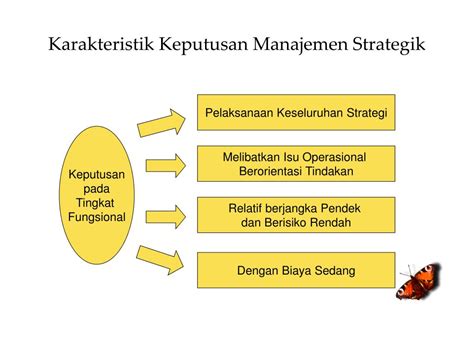 Karakteristik Keputusan Manajemen Strategik
Keputusan
pada
Tingkat
Fungsional
Pelaksanaan Keseluruhan Strategi
Melibatkan Isu Operasional
Berorientasi Tindakan
Relatif berjangka Pendek
dan Berisiko Rendah
Dengan Biaya Sedang